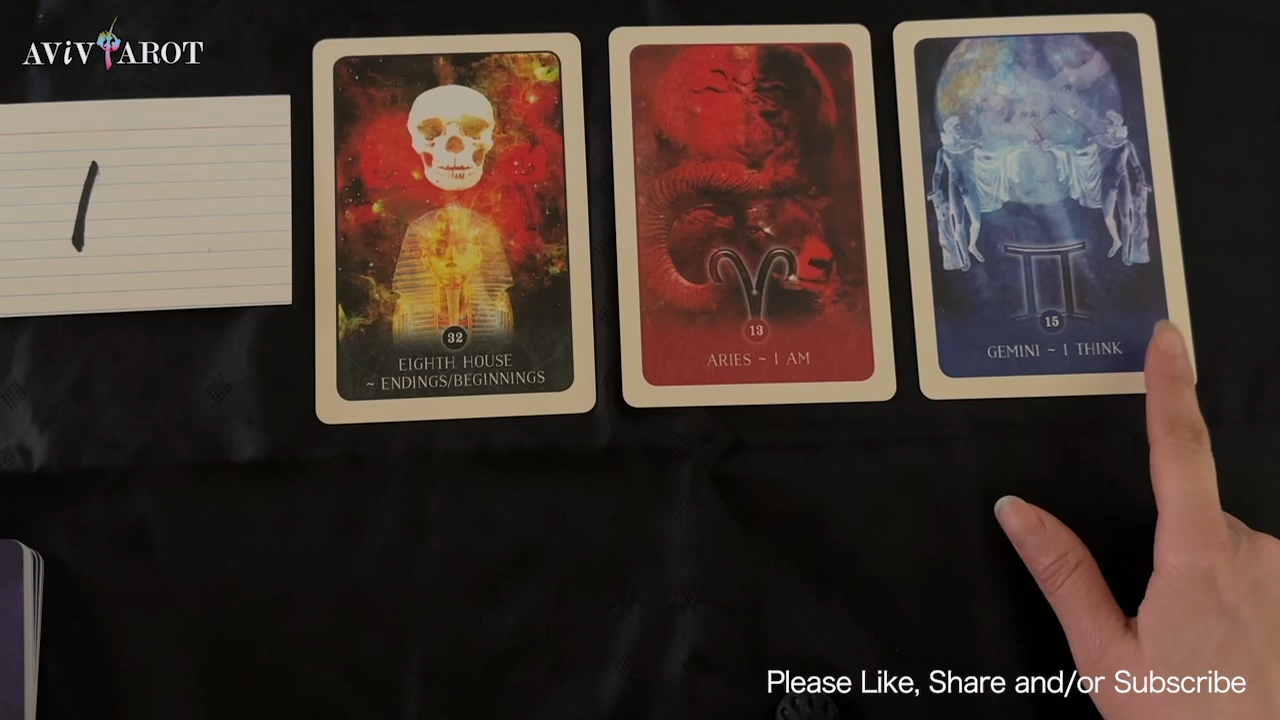 AViVTAROT
1
32
EIGHTH HOUSE
~ ENDINGS/BEGINNINGS
13
ARIES ~ I AM
15
GEMINI ~ I THINK
Please Like, Share and/or Subscribe